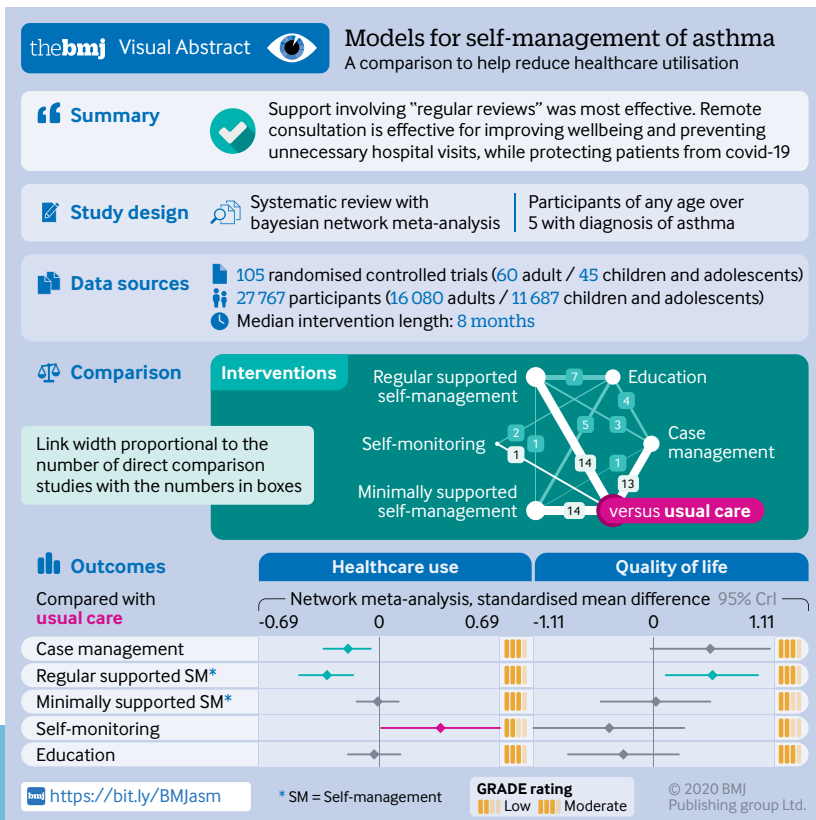 thebmj Visual Abstract
Models for self-management of asthma
A comparison to help reduce healthcare utilisation
Summary
Support involving "regular reviews" was most effective. Remote
consultation is effective for improving wellbeing and preventing
unnecessary hospital visits, while protecting patients from covid-19
Study design
Systematic review with
bayesian network meta-analysis
Participants of any age over
5 with diagnosis of asthma
Data sources
105 randomised controlled trials (60 adult / 45 children and adolescents)
27 767 participants (16 080 adults / 11 687 children and adolescents)
Median intervention length: 8 months
Comparison
Link width proportional to the
number of direct comparison
studies with the numbers in boxes
Interventions
Regular supported
self-management
7
Education
4
5
3
Self-monitoring
2
1
1
Case
management
14
1
13
Minimally supported
self-management
14
versus usual care
Outcomes
Healthcare use
Quality of life
Compared with
usual care
Network meta-analysis, standardised mean difference 95% CrI
-0.69 0 0.69 -1.11 0 1.11
Case management
Regular supported SM*
Minimally supported SM*
Self-monitoring
Education
bmj https://bit.ly/BMJasm
* SM = Self-management
GRADE rating
Low Moderate
© 2020 BMJ
Publishing group Ltd.